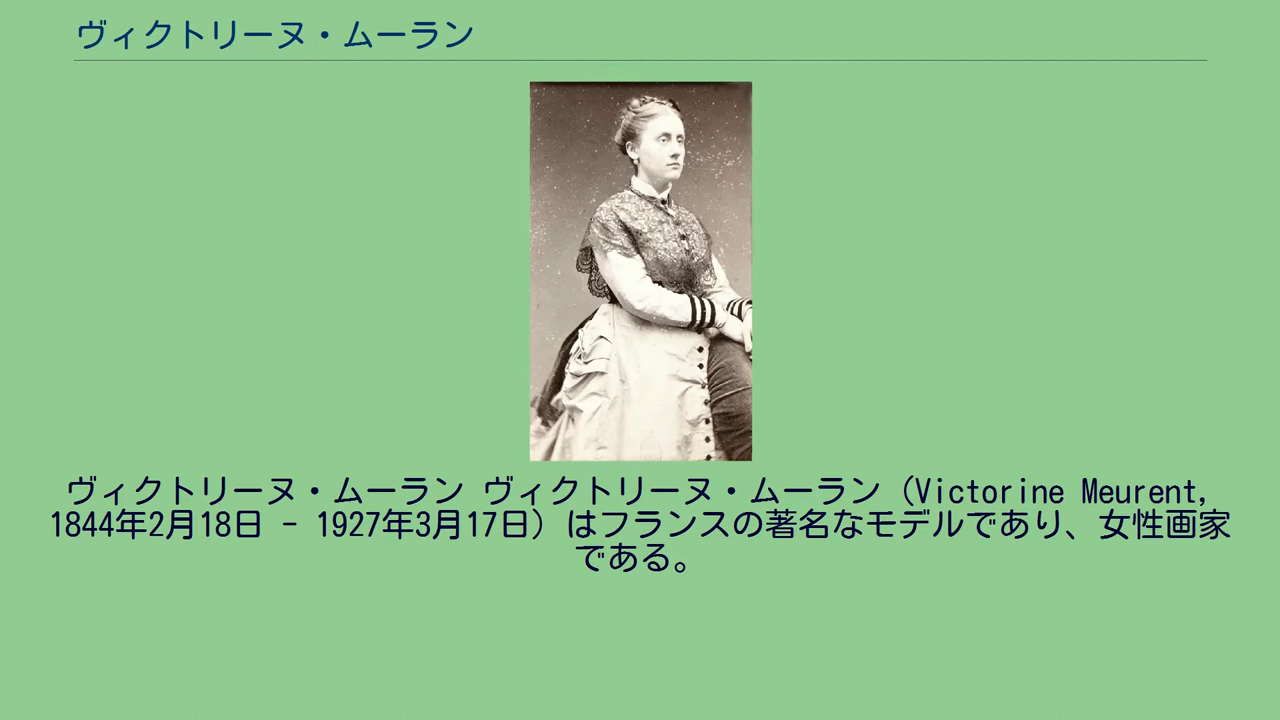 ヴィクトリーヌ・ムーラン
ヴィクトリーヌ・ムーラン ヴィクトリーヌ・ムーラン（Victorine Meurent,
1844年2月18日 - 1927年3月17日）はフランスの著名なモデルであり、女性画家
である。